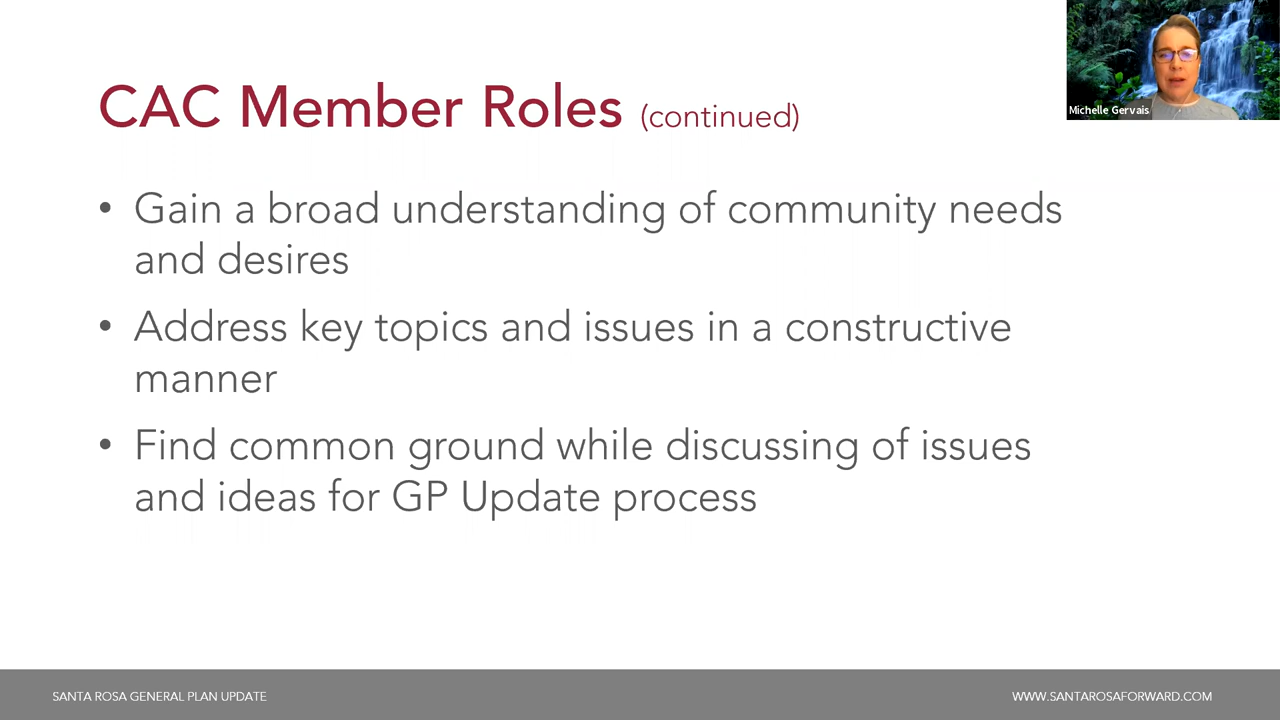 CAC Member Roles (continued)
Michelle Gervais
• Gain a broad understanding of community needs
and desires
• Address key topics and issues in a constructive
manner
• Find common ground while discussing of issues
and ideas for GP Update process
SANTA ROSA GENERAL PLAN UPDATE
WWW.SANTAROSAFORWARD.COM